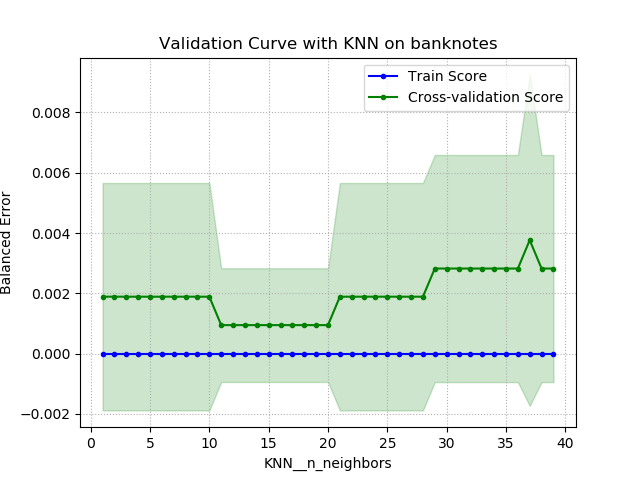 Validation Curve with KNN on banknotes
Train Score
Cross-validation Score
Balanced Error
0.008
0.006
0.004
0.002
0.000
−0.002
0 5 10 15 20 25 30 35 40
KNN__n_neighbors